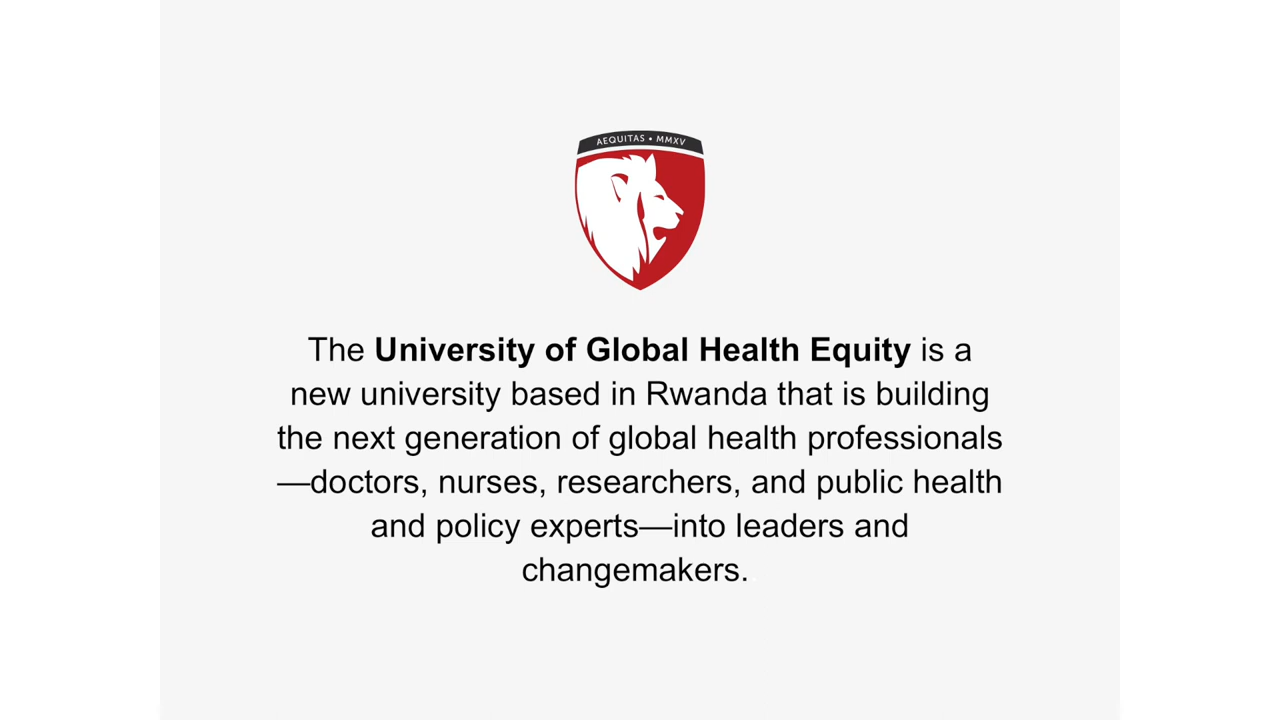 AEQUITAS • MMXV
The University of Global Health Equity is a
new university based in Rwanda that is building
the next generation of global health professionals
—doctors, nurses, researchers, and public health
and policy experts—into leaders and
changemakers.